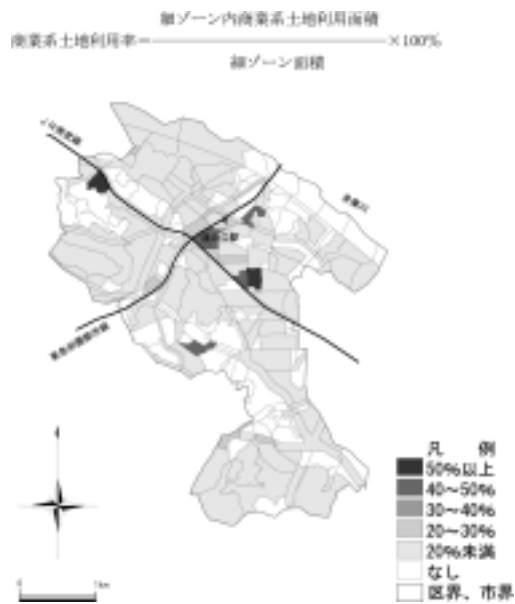 細ゾーン内商業系土地利用面積
商業系土地利用率＝ ×100%
細ゾーン面積
凡 例
50%以上
40～50%
30～40%
20～30%
20%未満
なし
区界、市界
0 1km